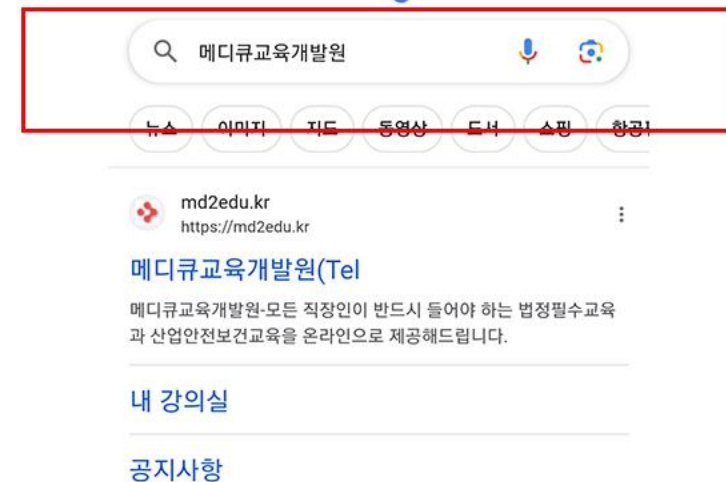 메디큐교육개발원
뉴스 이미지 지도 동영상 도서 쇼핑
md2edu.kr
https://md2edu.kr
메디큐교육개발원(Tel
메디큐교육개발원-모든 직장인이 반드시 들어야 하는 법정필수교육
과 산업안전보건교육을 온라인으로 제공해드립니다.
내 강의실
공지사항